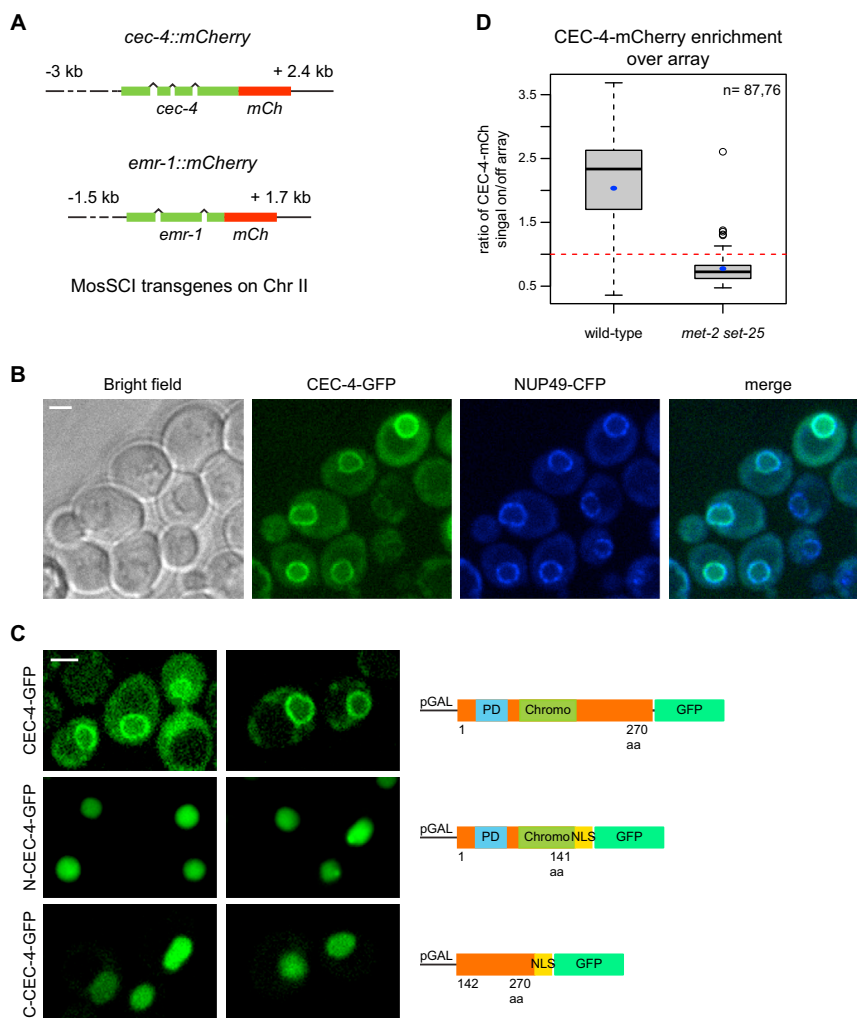 A
cec-4::mCherry
-3 kb
+ 2.4 kb
cec-4
mCh
emr-1::mCherry
-1.5 kb
+ 1.7 kb
emr-1
mCh
MosSCI transgenes on Chr II
D
CEC-4-mCherry enrichment
over array
n= 87,76
ratio of CEC-4-mCh
singal on/off array
3.5
2.5
1.5
0.5
wild-type
met-2 set-25
B
Bright field
CEC-4-GFP
NUP49-CFP
merge
C
CEC-4-GFP
pGAL
PD
Chromo
GFP
1
270
aa
N-CEC-4-GFP
pGAL
PD
Chromo
NLS
GFP
1
141
aa
C-CEC-4-GFP
pGAL
NLS
GFP
142
270
aa